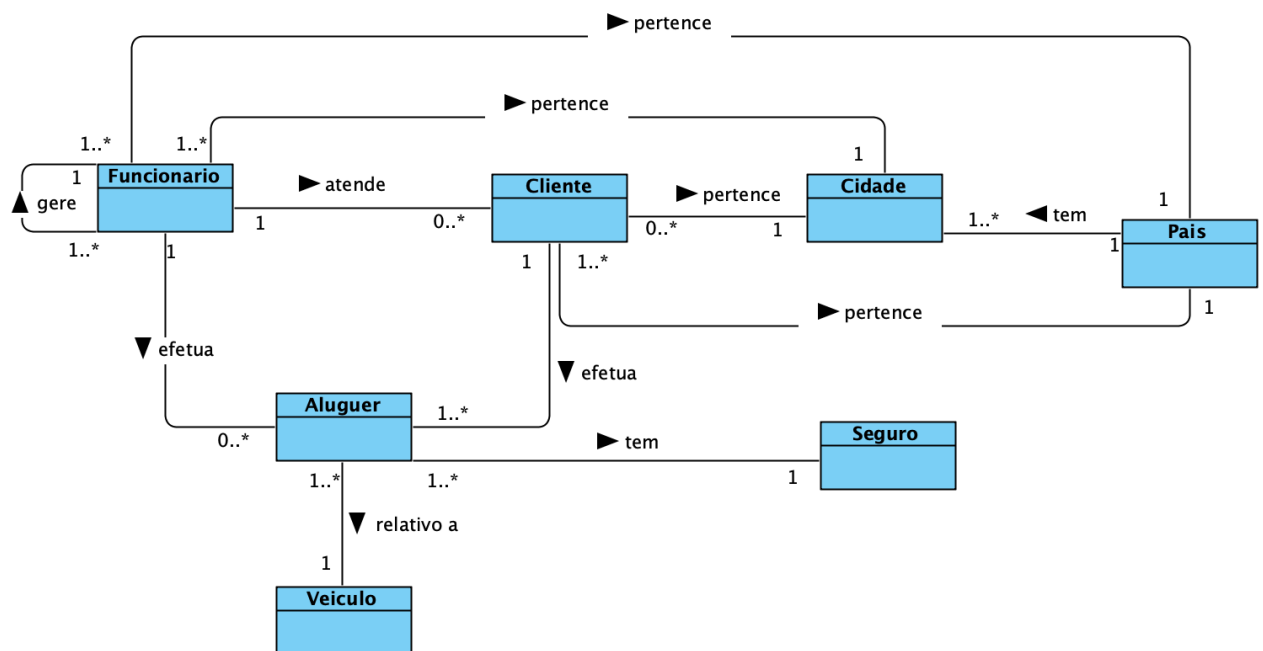 pertence
pertence
1..*
1..*
1
Funcionario
1
gere
1..*
atende
1
0..*
Cliente
pertence
0..*
1
Cidade
1..*
tem
1
1
Pais
1
1
1..*
pertence
1
efetua
efetua
Aluguer
0..*
1..*
tem
Seguro
1..*
1..*
1
relativo a
1
Veiculo